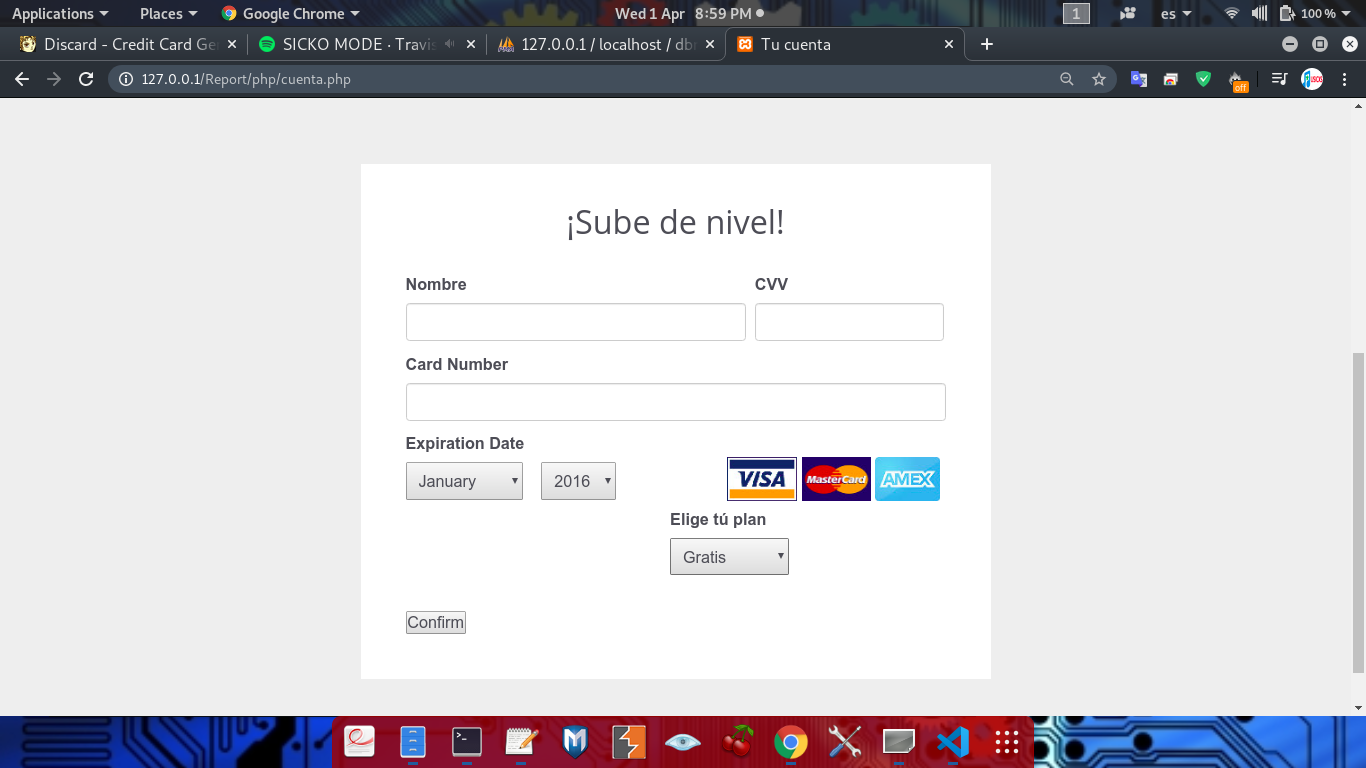 Applications Places Google Chrome Wed 1 Apr 8:59 PM 1 es 100 %
Discard - Credit Card Ge SICKO MODE · Travis 127.0.0.1 / localhost / db Tu cuenta
127.0.0.1/Report/php/cuenta.php off
¡Sube de nivel!
Nombre CVV
Card Number
Expiration Date
January 2016 VISA MasterCard AMEX
Elige tú plan
Gratis
Confirm